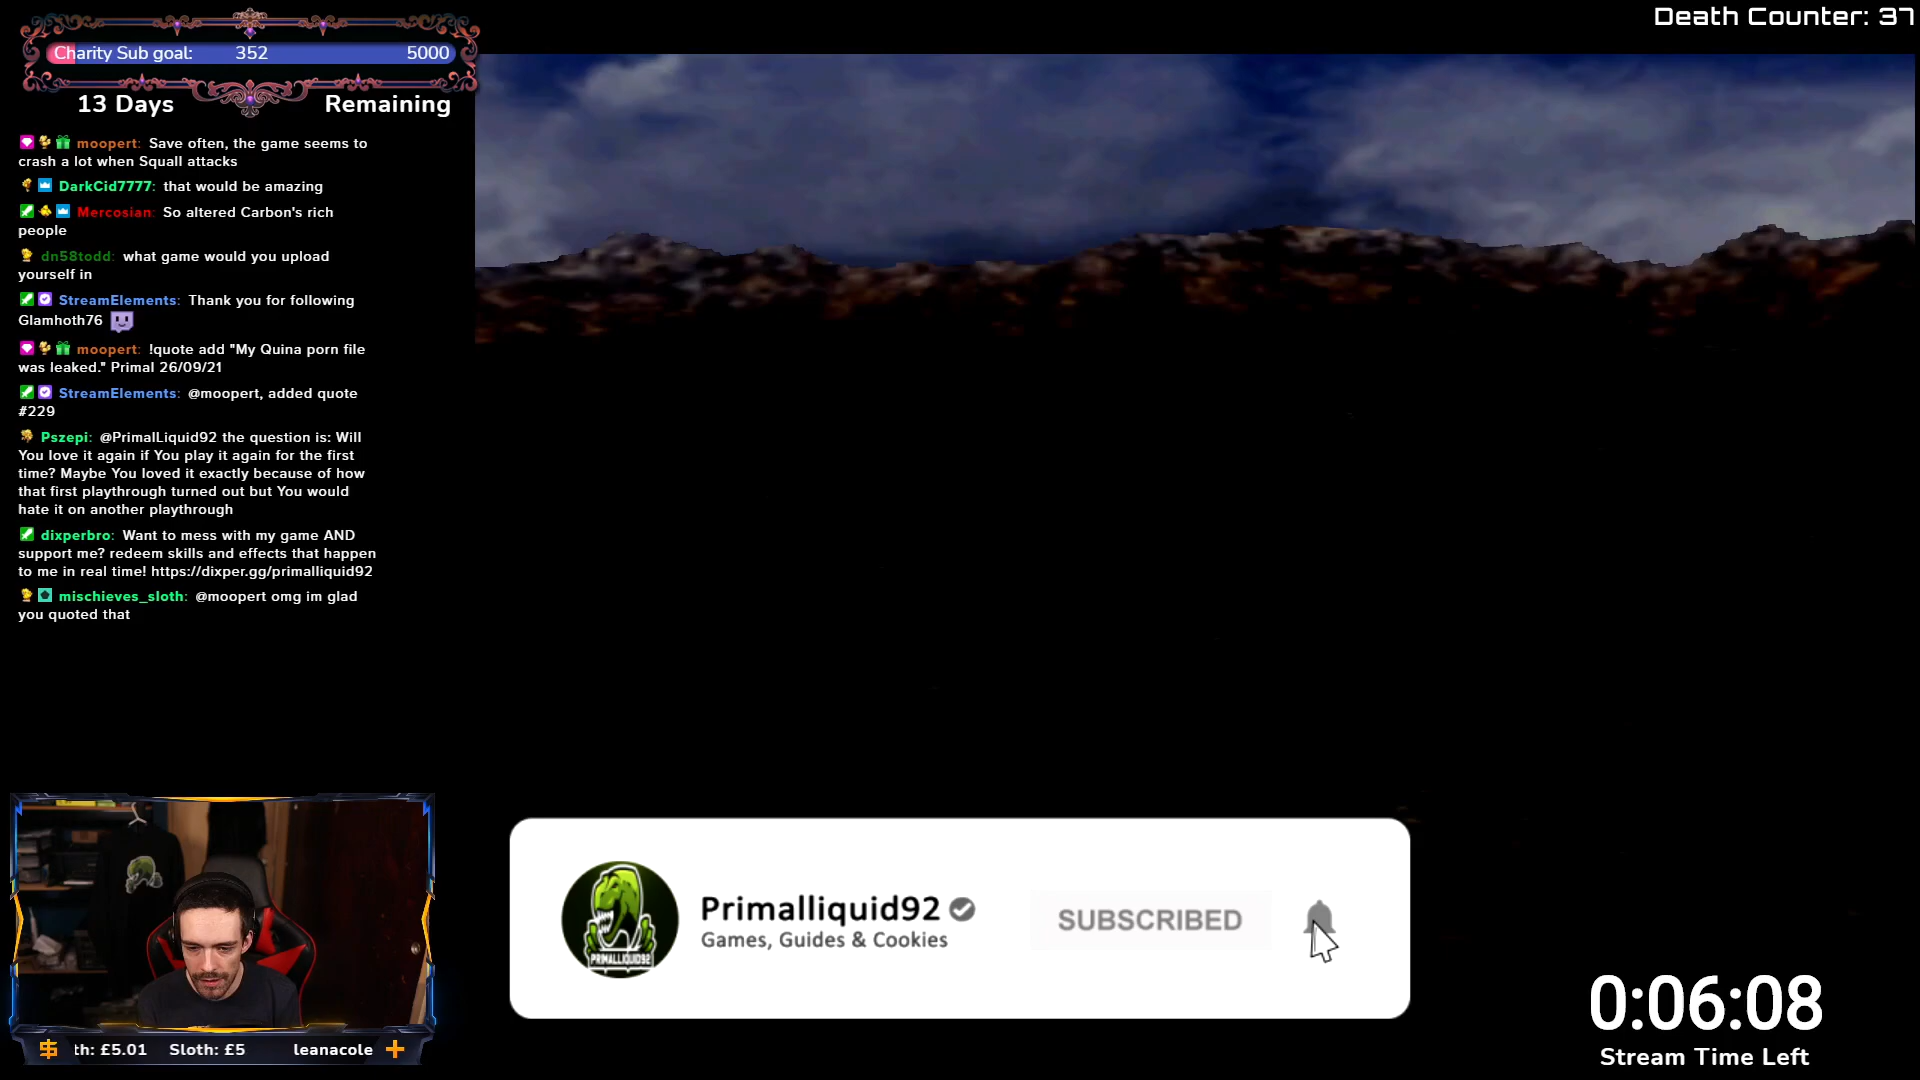 Death Counter: 37
Charity Sub goal: 352 5000
13 Days Remaining
moopert: Save often, the game seems to
crash a lot when Squall attacks
DarkCid7777: that would be amazing
Mercosian: So altered Carbon's rich
people
dn58todd: what game would you upload
yourself in
StreamElements: Thank you for following
Glamhoth76
moopert: !quote add "My Quina porn file
was leaked." Primal 26/09/21
StreamElements: @moopert, added quote
#229
Pszepi: @PrimalLiquid92 the question is: Will
You love it again if You play it again for the first
time? Maybe You loved it exactly because of how
that first playthrough turned out but You would
hate it on another playthrough
dixperbro: Want to mess with my game AND
support me? redeem skills and effects that happen
to me in real time! https://dixper.gg/primalliquid92
mischieves_sloth: @moopert omg im glad
you quoted that
Primalliquid92
Games, Guides & Cookies
SUBSCRIBED
PRIMALLIQUID92
th: £5.01 Sloth: £5 leanacole
0:06:08
Stream Time Left